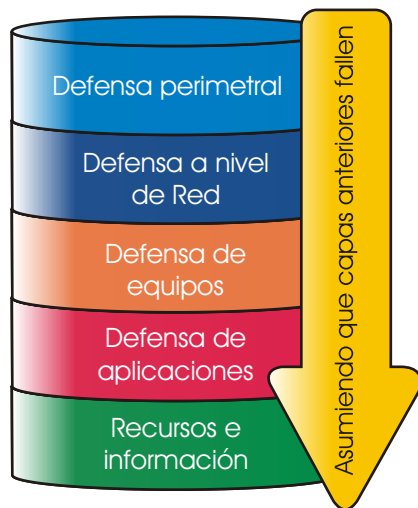 Defensa perimetral
Defensa a nivel
de Red
Defensa de
equipos
Defensa de
aplicaciones
Recursos e
información
Asumiendo que capas anteriores fallen